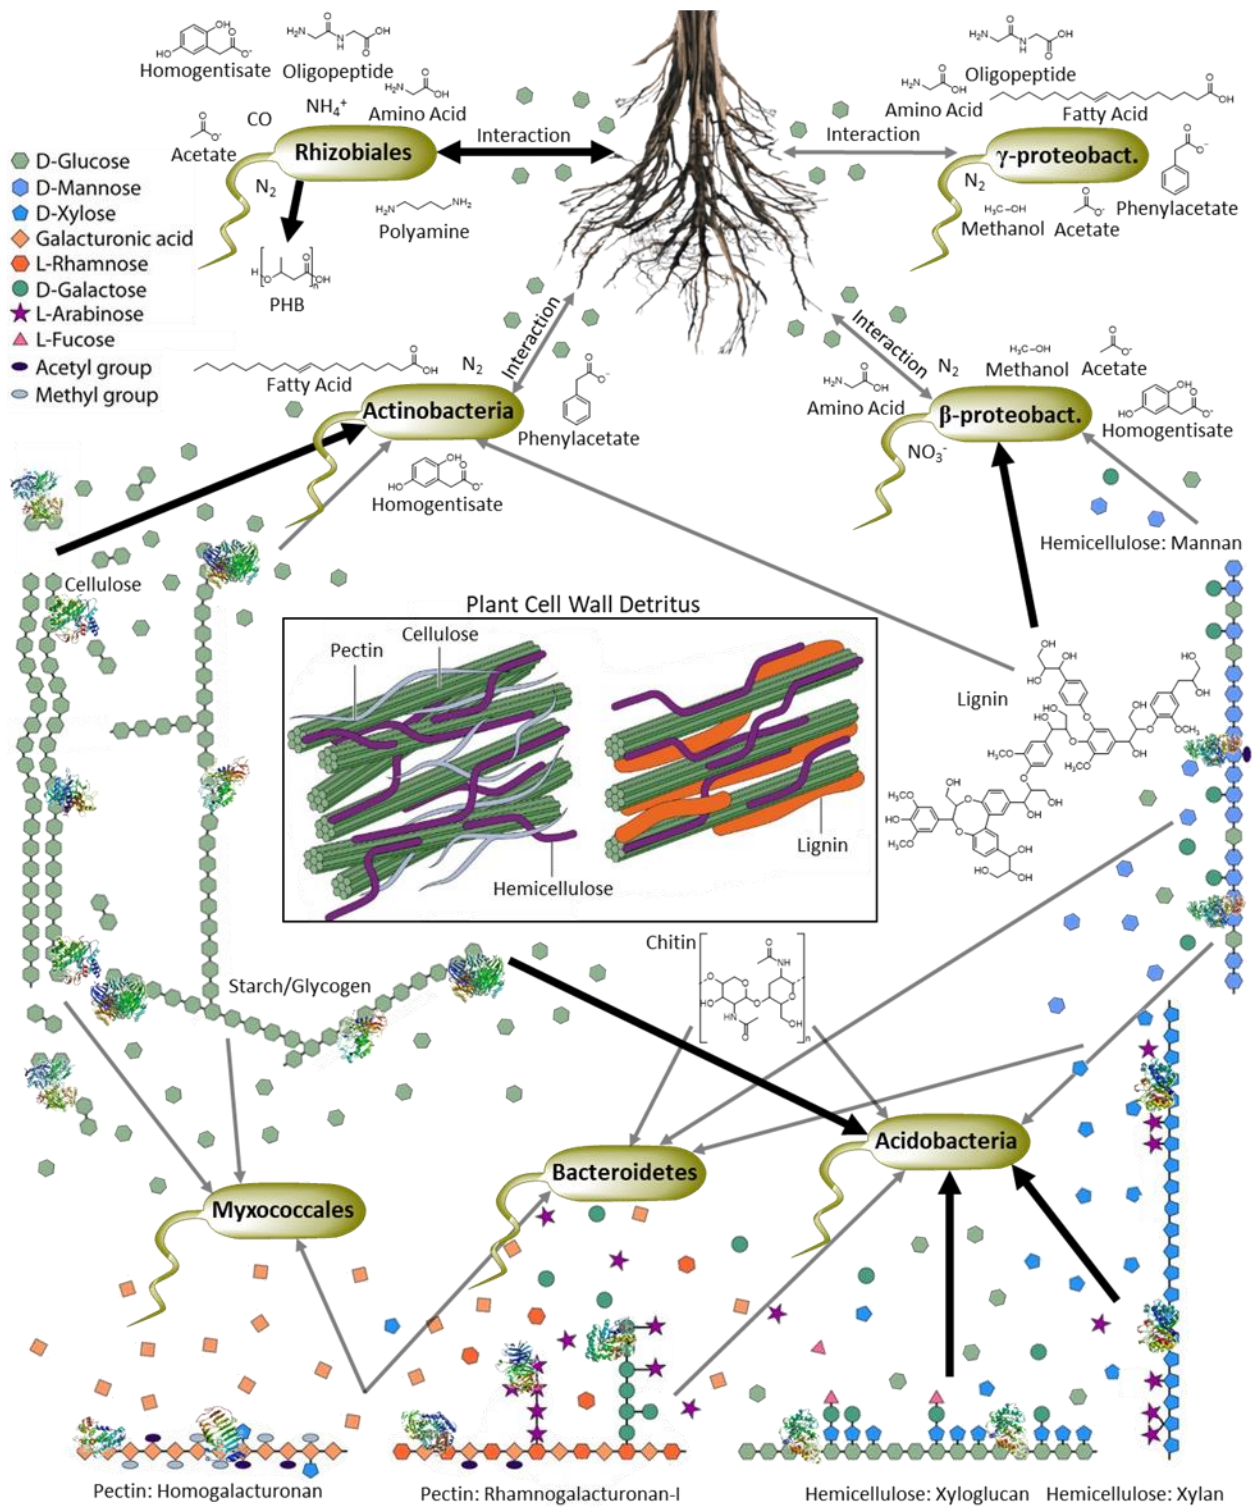 Homogentisate
Oligopeptide
Amino Acid
NH₄⁺
CO
Acetate
N₂
Rhizobiales
Interaction
Polyamine
PHB
Oligopeptide
Amino Acid
Fatty Acid
Interaction
γ-proteobact.
N₂
H₃C-OH
Methanol
Acetate
Phenylacetate
D-Glucose
D-Mannose
D-Xylose
Galacturonic acid
L-Rhamnose
D-Galactose
L-Arabinose
L-Fucose
Acetyl group
Methyl group
Fatty Acid
N₂
Interaction
Actinobacteria
Phenylacetate
Homogentisate
Interaction
N₂
H₃C-OH
Methanol
Acetate
Amino Acid
β-proteobact.
Homogentisate
NO₃⁻
Hemicellulose: Mannan
Cellulose
Plant Cell Wall Detritus
Pectin
Cellulose
Hemicellulose
Lignin
Lignin
Chitin
Starch/Glycogen
Myxococcales
Bacteroidetes
Acidobacteria
Pectin: Homogalacturonan
Pectin: Rhamnogalacturonan-I
Hemicellulose: Xyloglucan
Hemicellulose: Xylan